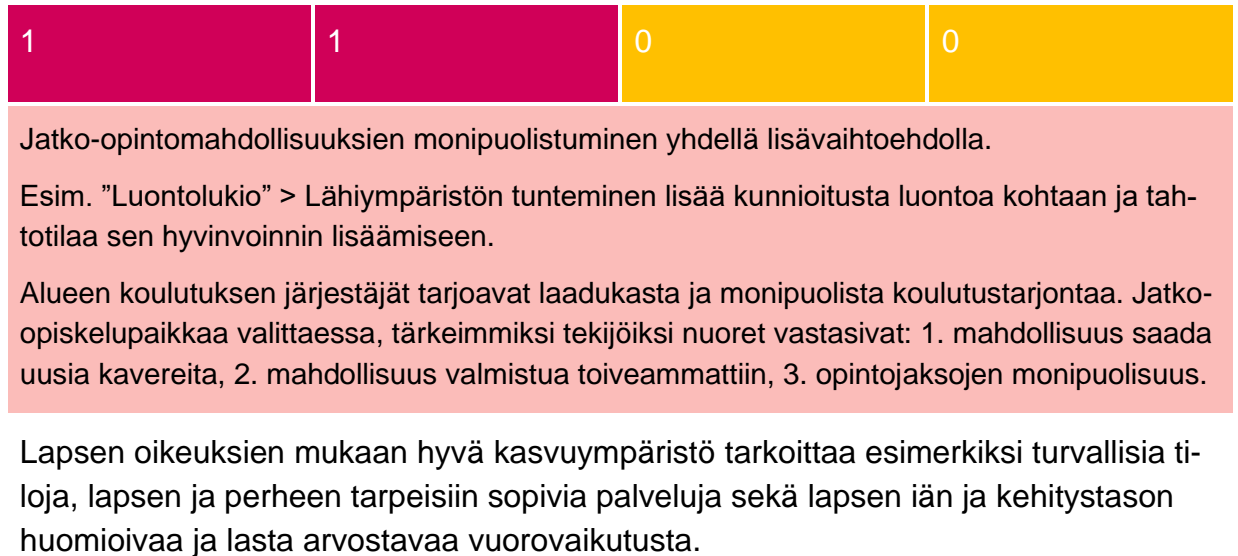 1 1 0 0
Jatko-opintomahdollisuuksien monipuolistuminen yhdellä lisävaihtoehdolla.
Esim. ”Luontolukio” > Lähiympäristön tunteminen lisää kunnioitusta luontoa kohtaan ja tah-
totilaa sen hyvinvoinnin lisäämiseen.
Alueen koulutuksen järjestäjät tarjoavat laadukasta ja monipuolista koulutustarjontaa. Jatko-
opiskelupaikkaa valittaessa, tärkeimmiksi tekijöiksi nuoret vastasivat: 1. mahdollisuus saada
uusia kavereita, 2. mahdollisuus valmistua toiveammattiin, 3. opintojaksojen monipuolisuus.
Lapsen oikeuksien mukaan hyvä kasvuympäristö tarkoittaa esimerkiksi turvallisia ti-
loja, lapsen ja perheen tarpeisiin sopivia palveluja sekä lapsen iän ja kehitystason
huomioivaa ja lasta arvostavaa vuorovaikutusta.